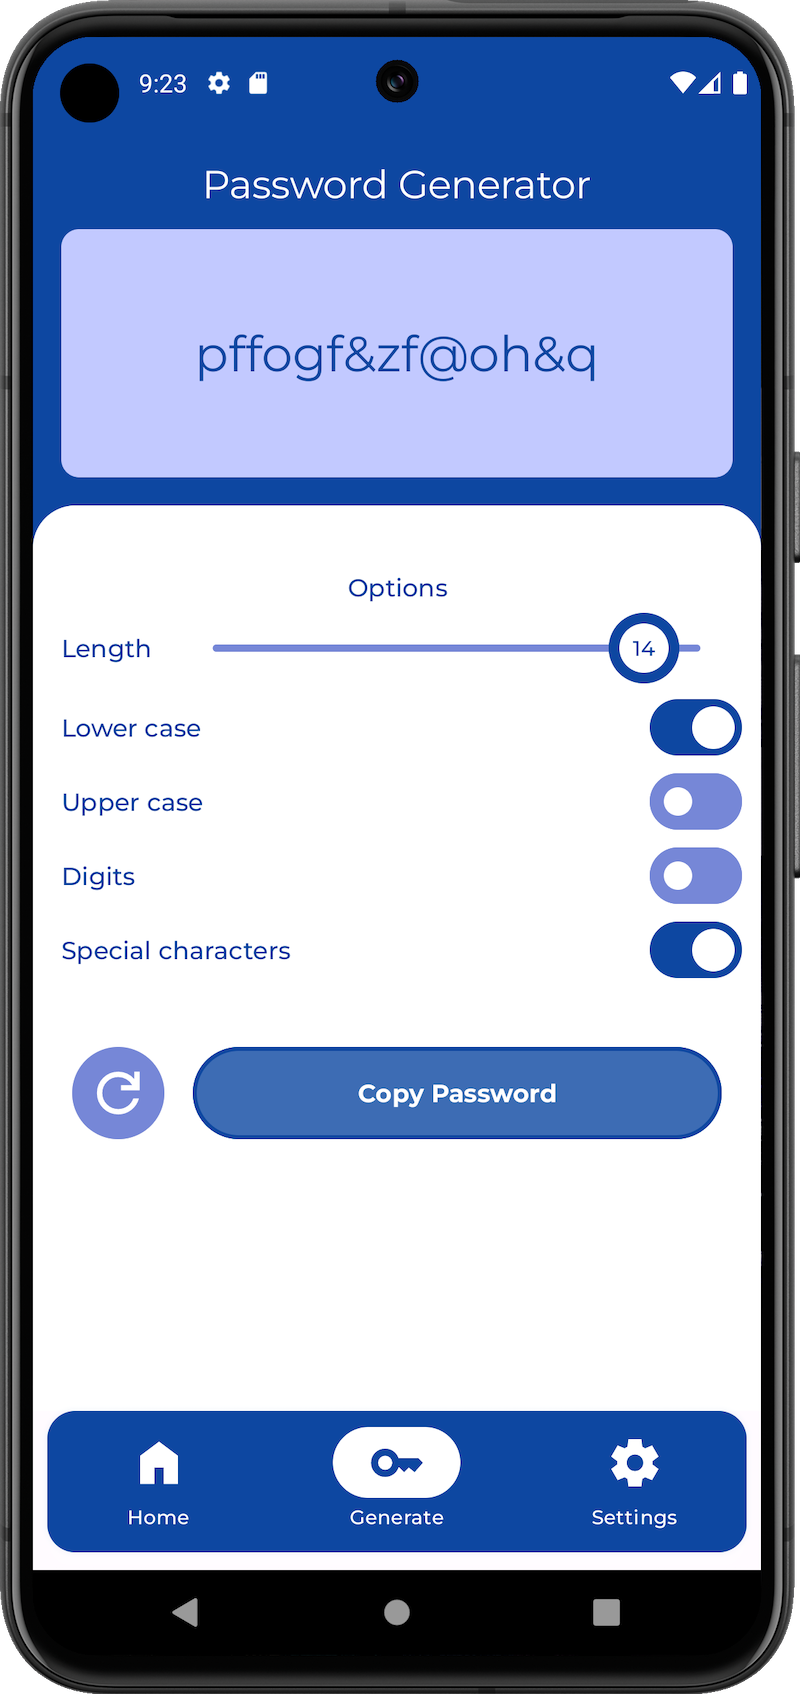 9:23
Password Generator
pffogf&zf@oh&q
Options
Length 14
Lower case
Upper case
Digits
Special characters
Copy Password
Home Generate Settings